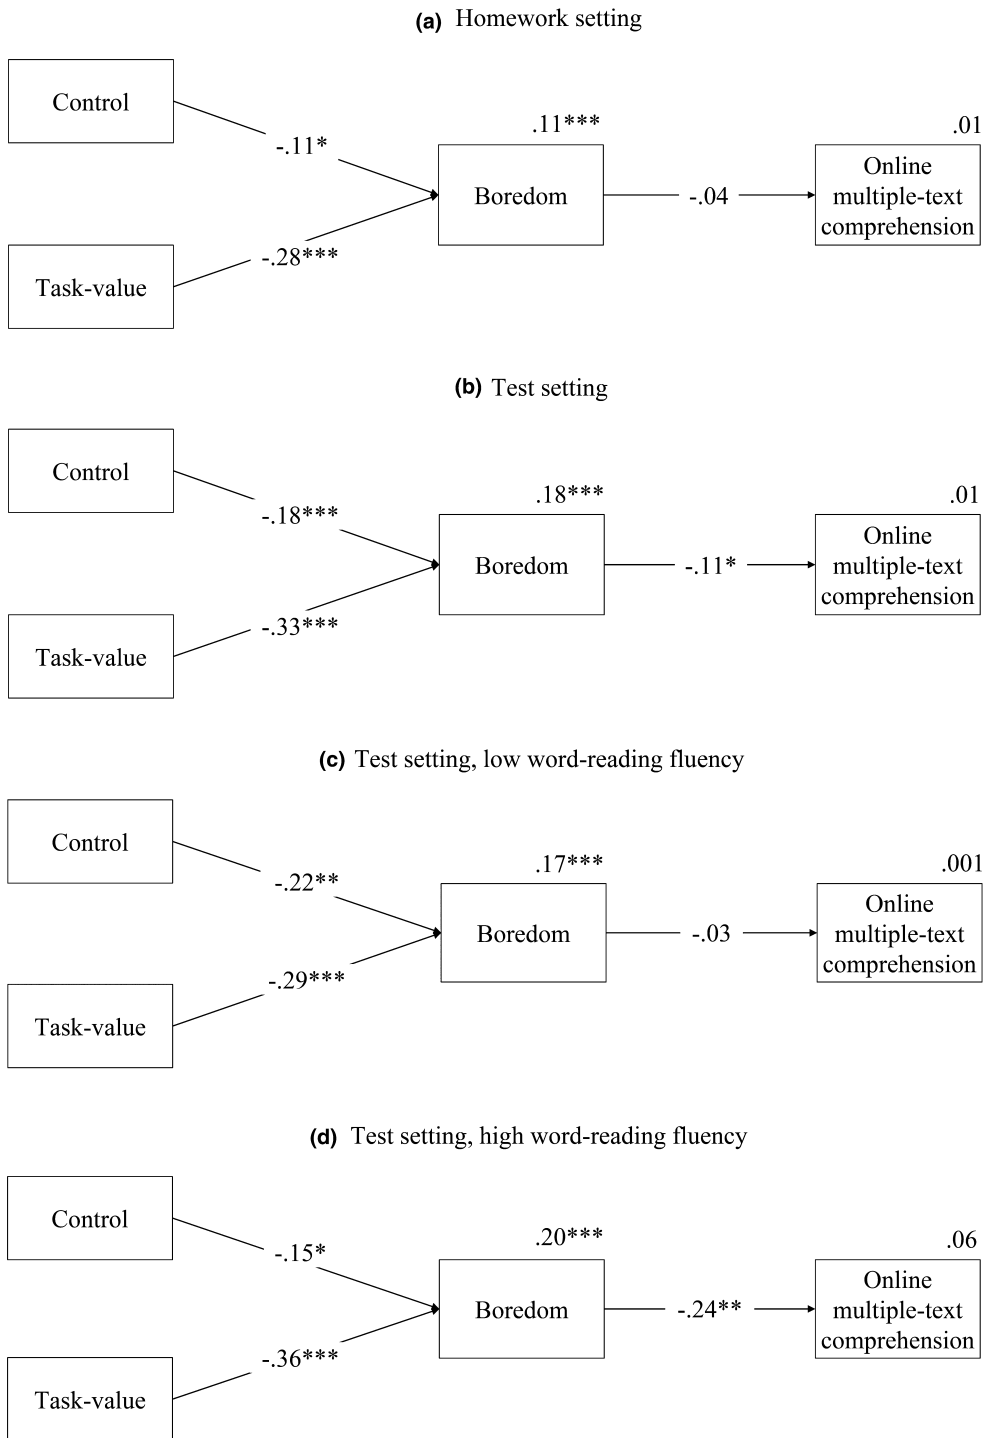 (a) Homework setting
Control
-.11*
.11***
Boredom
-.04
.01
Online
multiple-text
comprehension
-.28***
Task-value
(b) Test setting
Control
-.18***
.18***
Boredom
-.11*
.01
Online
multiple-text
comprehension
-.33***
Task-value
(c) Test setting, low word-reading fluency
Control
-.22**
.17***
Boredom
-.03
.001
Online
multiple-text
comprehension
-.29***
Task-value
(d) Test setting, high word-reading fluency
Control
-.15*
.20***
Boredom
-.24**
.06
Online
multiple-text
comprehension
-.36***
Task-value